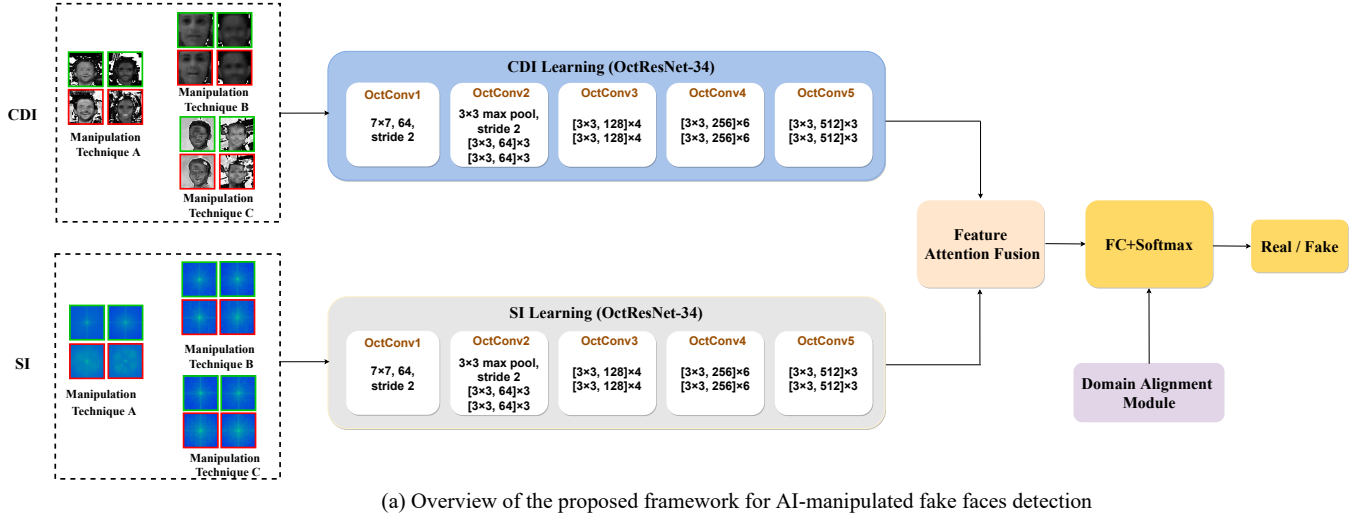 CDI
Manipulation
Technique A
Manipulation
Technique B
Manipulation
Technique C
CDI Learning (OctResNet-34)
OctConv1
7×7, 64,
stride 2
OctConv2
3×3 max pool,
stride 2
[3×3, 64]×3
[3×3, 64]×3
OctConv3
[3×3, 128]×4
[3×3, 128]×4
OctConv4
[3×3, 256]×6
[3×3, 256]×6
OctConv5
[3×3, 512]×3
[3×3, 512]×3
SI
Manipulation
Technique A
Manipulation
Technique B
Manipulation
Technique C
SI Learning (OctResNet-34)
OctConv1
7×7, 64,
stride 2
OctConv2
3×3 max pool,
stride 2
[3×3, 64]×3
[3×3, 64]×3
OctConv3
[3×3, 128]×4
[3×3, 128]×4
OctConv4
[3×3, 256]×6
[3×3, 256]×6
OctConv5
[3×3, 512]×3
[3×3, 512]×3
Feature
Attention Fusion
FC+Softmax
Real / Fake
Domain Alignment
Module
(a) Overview of the proposed framework for AI-manipulated fake faces detection